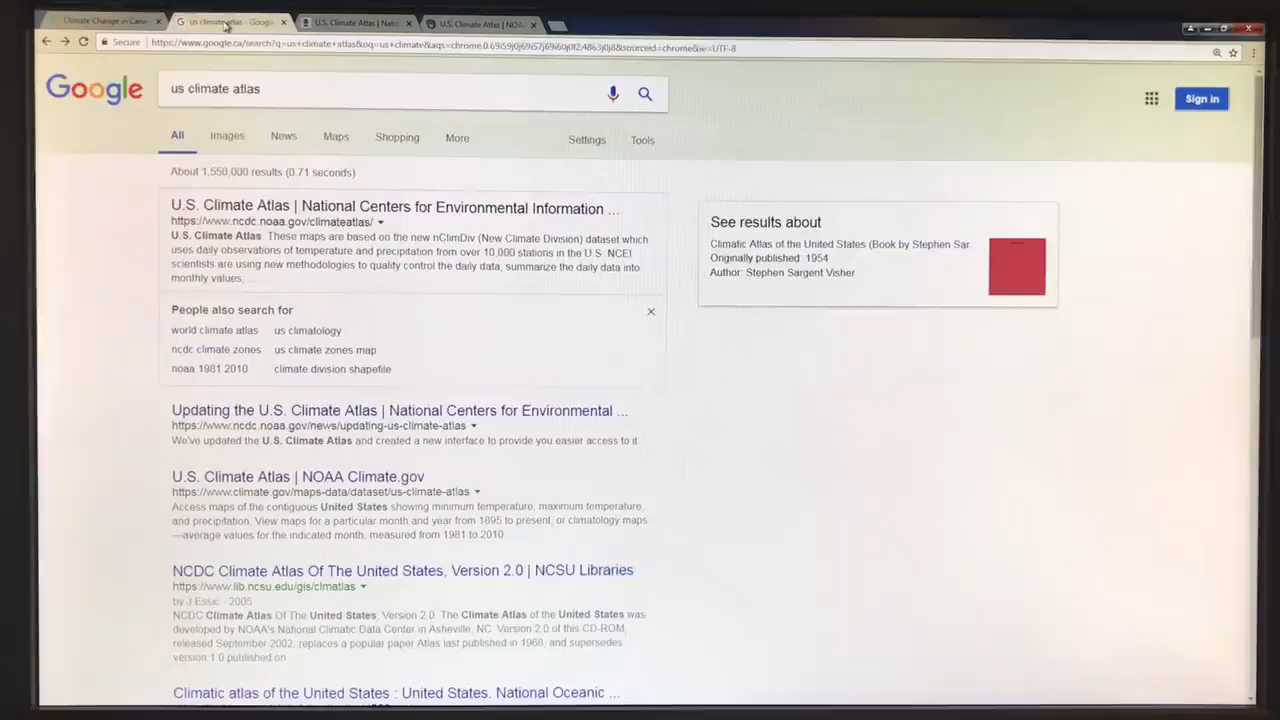 Climate Change in Cana
us climate atlas - Google
U.S. Climate Atlas | Natio
U.S. Climate Atlas | NOA
Secure
https://www.google.ca/search?q=us+climate+atlas&oq=us+climate&aqs=chrome.0.69i59j0j69i57j69i60j0l2.4863j0j8&sourceid=chrome&ie=UTF-8
Google
us climate atlas
Sign in
All Images News Maps Shopping More Settings Tools
About 1,550,000 results (0.71 seconds)
U.S. Climate Atlas | National Centers for Environmental Information ...
https://www.ncdc.noaa.gov/climateatlas/
U.S. Climate Atlas These maps are based on the new nClimDiv (New Climate Division) dataset which
uses daily observations of temperature and precipitation from over 10,000 stations in the U.S NCEI
scientists are using new methodologies to quality control the daily data, summarize the daily data into
monthly values,
People also search for
world climate atlas us climatology
ncdc climate zones us climate zones map
noaa 1981 2010 climate division shapefile
Updating the U.S. Climate Atlas | National Centers for Environmental ...
https://www.ncdc.noaa.gov/news/updating-us-climate-atlas
We've updated the U.S. Climate Atlas and created a new interface to provide you easier access to it
U.S. Climate Atlas | NOAA Climate.gov
https://www.climate.gov/maps-data/dataset/us-climate-atlas
Access maps of the contiguous United States showing minimum temperature, maximum temperature,
and precipitation. View maps for a particular month and year from 1895 to present, or climatology maps
—average values for the indicated month, measured from 1981 to 2010
NCDC Climate Atlas Of The United States, Version 2.0 | NCSU Libraries
https://www.lib.ncsu.edu/gis/clmatlas
by J Essic - 2005
NCDC Climate Atlas Of The United States, Version 2.0. The Climate Atlas of the United States was
developed by NOAA's National Climatic Data Center in Asheville, NC Version 2.0 of this CD-ROM,
released September 2002, replaces a popular paper Atlas last published in 1968, and supersedes
version 1.0 published on
Climatic atlas of the United States : United States. National Oceanic ...
See results about
Climatic Atlas of the United States (Book by Stephen Sar
Originally published 1954
Author: Stephen Sargent Visher